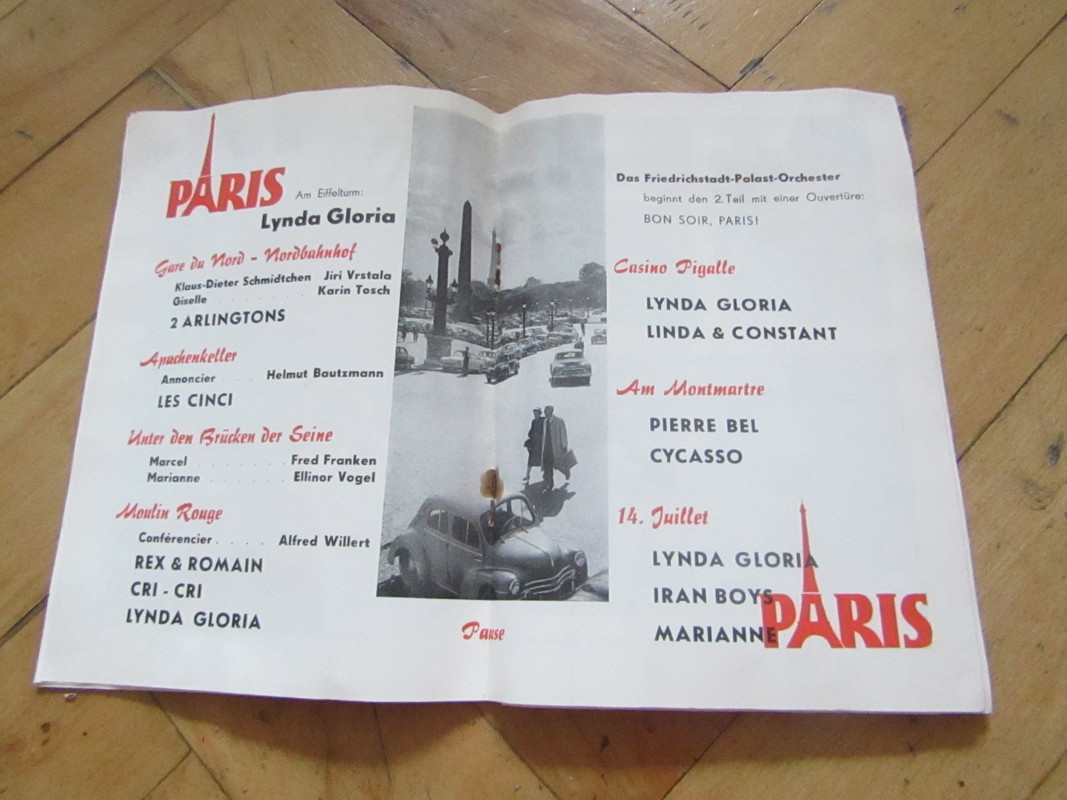 PARIS
Am Eiffelturm:
Lynda Gloria
Gare du Nord - Nordbahnhof
Klaus-Dieter Schmidtchen Jiri Vrstala
Giselle . . . . . . . . Karin Tosch
2 ARLINGTONS
Apachenkeller
Annoncier . . . . Helmut Bautzmann
LES CINCI
Unter den Brücken der Seine
Marcel . . . . . . . Fred Franken
Marianne . . . . . . Ellinor Vogel
Moulin Rouge
Conférencier . . . . . Alfred Willert
REX & ROMAIN
CRI - CRI
LYNDA GLORIA
Pause
Das Friedrichstadt-Palast-Orchester
beginnt den 2. Teil mit einer Ouvertüre:
BON SOIR, PARIS!
Casino Pigalle
LYNDA GLORIA
LINDA & CONSTANT
Am Montmartre
PIERRE BEL
CYCASSO
14. Juillet
LYNDA GLORIA
IRAN BOYS
MARIANNE
PARIS